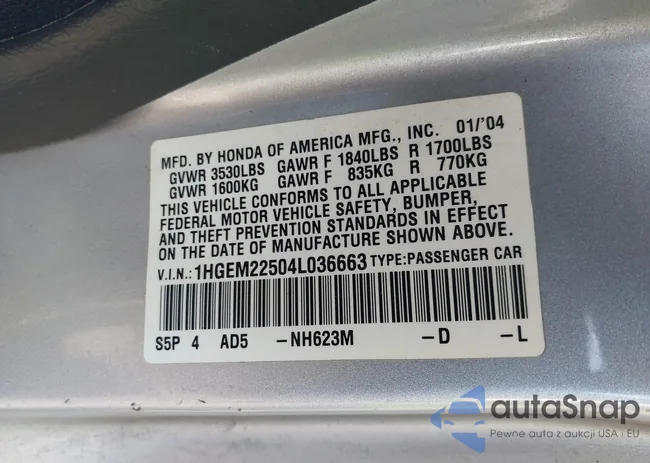 MFD. BY HONDA OF AMERICA MFG., INC. 01/'04
GVWR 3530LBS GAWR F 1840LBS R 1700LBS
GVWR 1600KG GAWR F 835KG R 770KG
THIS VEHICLE CONFORMS TO ALL APPLICABLE
FEDERAL MOTOR VEHICLE SAFETY, BUMPER,
AND THEFT PREVENTION STANDARDS IN EFFECT
ON THE DATE OF MANUFACTURE SHOWN ABOVE.
V.I.N.:1HGEM22504L036663 TYPE:PASSENGER CAR
S5P 4 AD5 -NH623M -D -L
autaSnap
Pewne auta z aukcji USA i EU